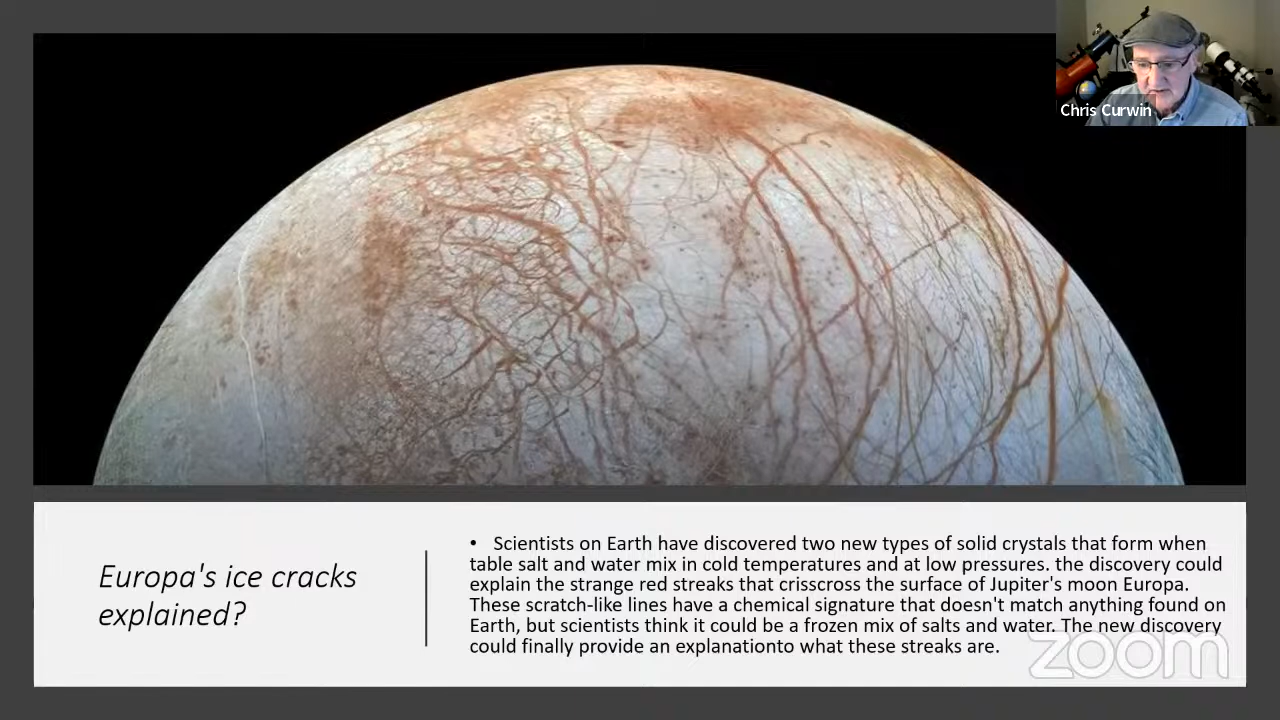 Chris Curwin
Europa's ice cracks
explained?
• Scientists on Earth have discovered two new types of solid crystals that form when
table salt and water mix in cold temperatures and at low pressures. the discovery could
explain the strange red streaks that crisscross the surface of Jupiter's moon Europa.
These scratch-like lines have a chemical signature that doesn't match anything found on
Earth, but scientists think it could be a frozen mix of salts and water. The new discovery
could finally provide an explanationto what these streaks are.
zoom